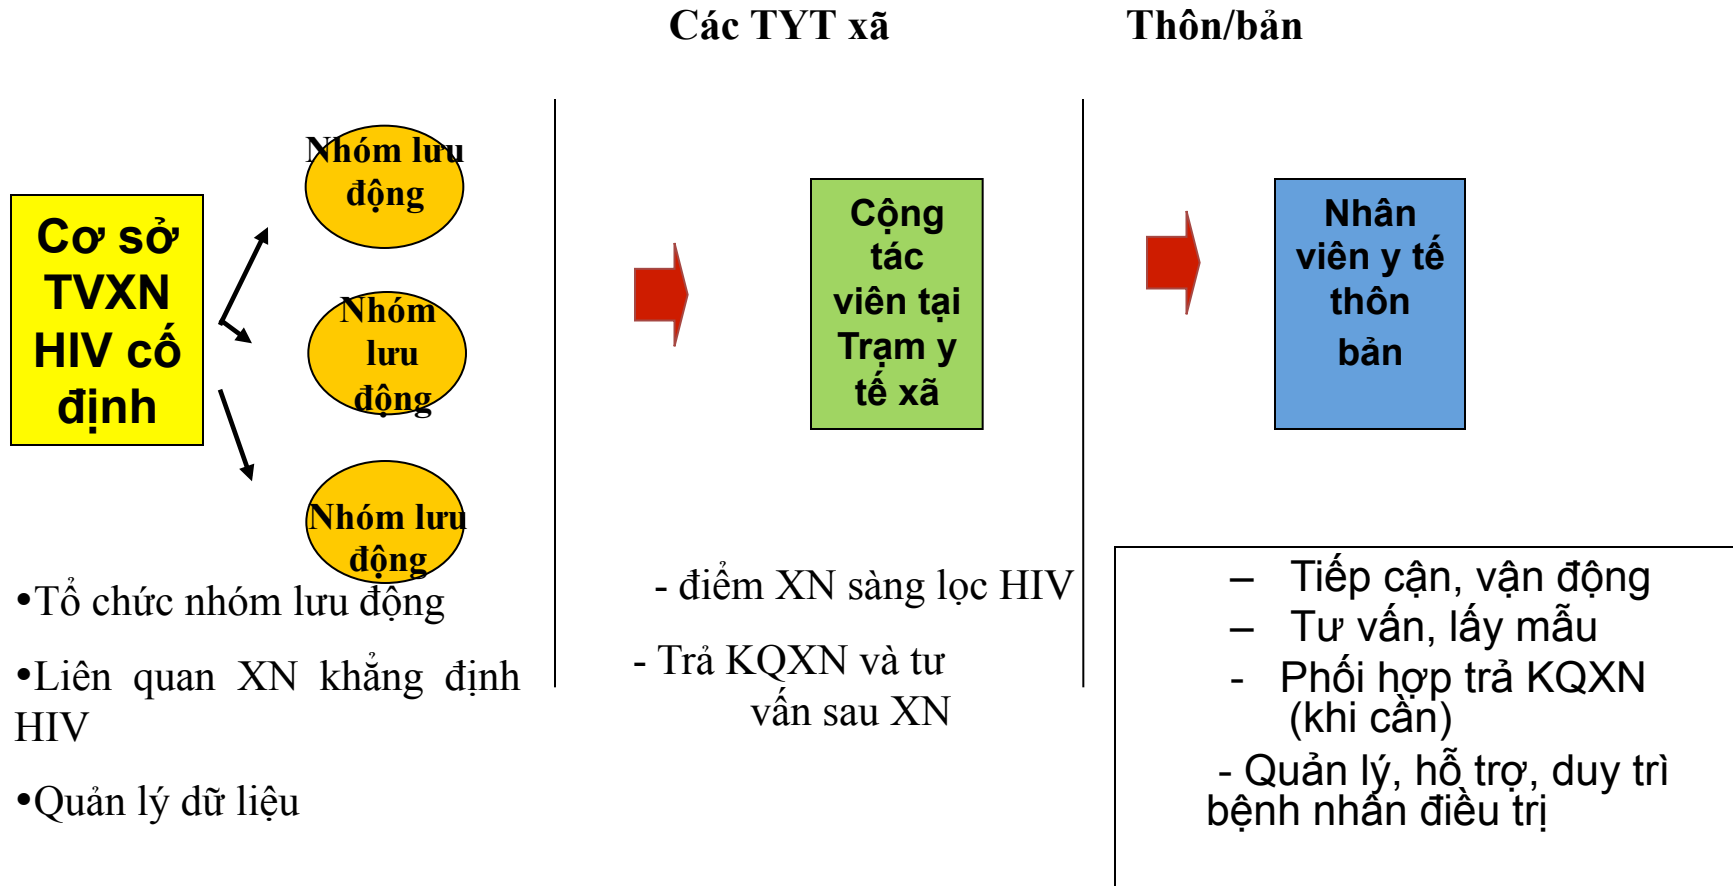 Các TYT xã
Thôn/bản
Cơ sở
TVXN
HIV cố
định
Nhóm lưu
động
Nhóm
lưu
động
Nhóm lưu
động
•Tổ chức nhóm lưu động
•Liên quan XN khẳng định
HIV
•Quản lý dữ liệu
Cộng
tác
viên tại
Trạm y
tế xã
- điểm XN sàng lọc HIV
- Trả KQXN và tư
vấn sau XN
Nhân
viên y tế
thôn
bản
– Tiếp cận, vận động
– Tư vấn, lấy mẫu
- Phối hợp trả KQXN
(khi cần)
- Quản lý, hỗ trợ, duy trì
bệnh nhân điều trị